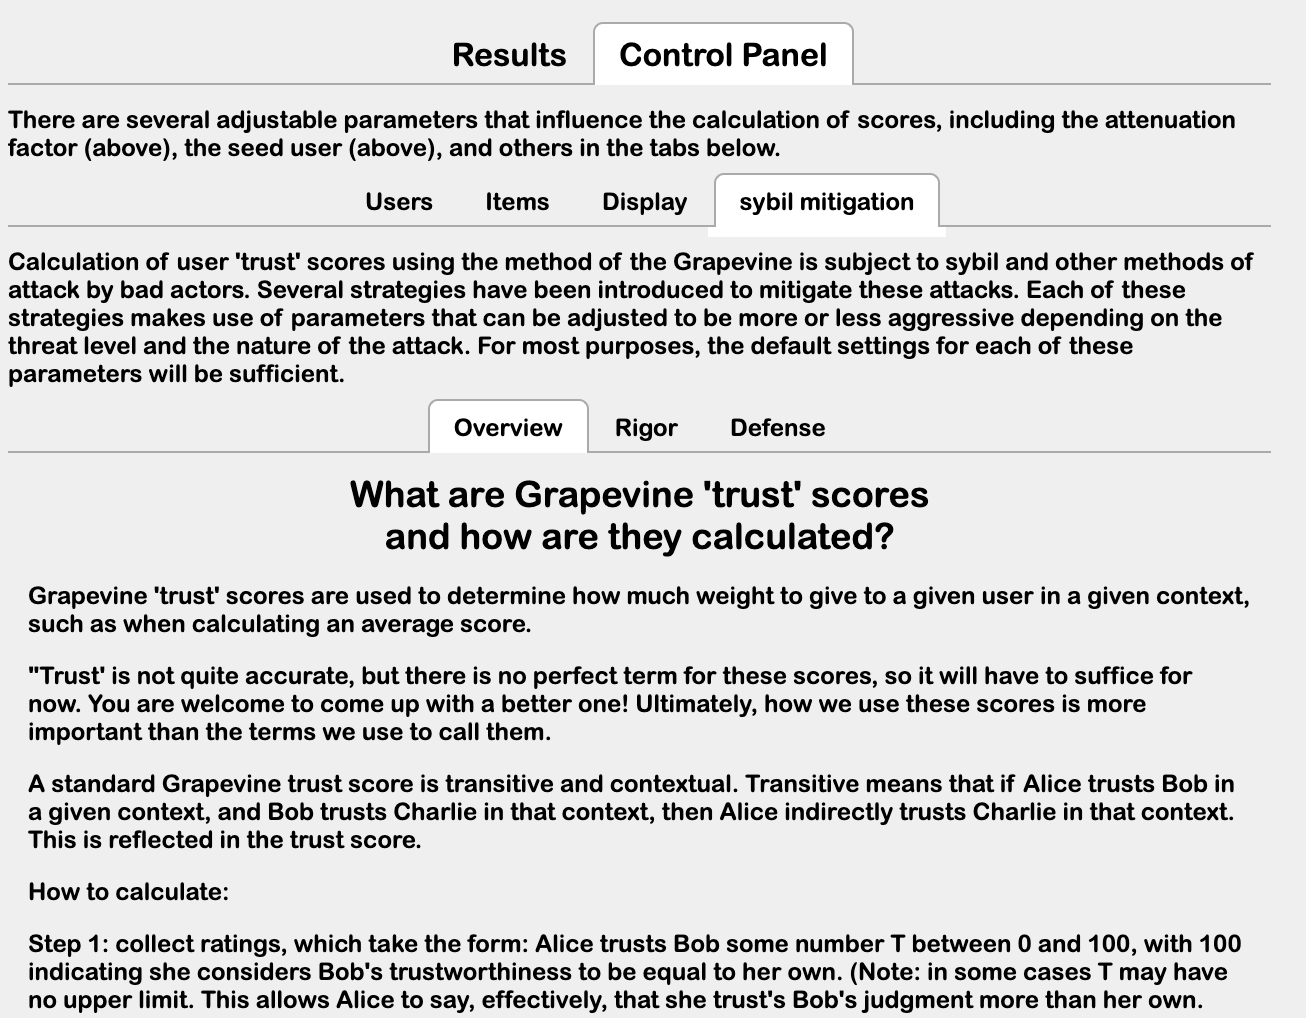 Results Control Panel
There are several adjustable parameters that influence the calculation of scores, including the attenuation
factor (above), the seed user (above), and others in the tabs below.
Users Items Display sybil mitigation
Calculation of user 'trust' scores using the method of the Grapevine is subject to sybil and other methods of
attack by bad actors. Several strategies have been introduced to mitigate these attacks. Each of these
strategies makes use of parameters that can be adjusted to be more or less aggressive depending on the
threat level and the nature of the attack. For most purposes, the default settings for each of these
parameters will be sufficient.
Overview Rigor Defense
What are Grapevine 'trust' scores
and how are they calculated?
Grapevine 'trust' scores are used to determine how much weight to give to a given user in a given context,
such as when calculating an average score.
"Trust' is not quite accurate, but there is no perfect term for these scores, so it will have to suffice for
now. You are welcome to come up with a better one! Ultimately, how we use these scores is more
important than the terms we use to call them.
A standard Grapevine trust score is transitive and contextual. Transitive means that if Alice trusts Bob in
a given context, and Bob trusts Charlie in that context, then Alice indirectly trusts Charlie in that context.
This is reflected in the trust score.
How to calculate:
Step 1: collect ratings, which take the form: Alice trusts Bob some number T between 0 and 100, with 100
indicating she considers Bob's trustworthiness to be equal to her own. (Note: in some cases T may have
no upper limit. This allows Alice to say, effectively, that she trust's Bob's judgment more than her own.